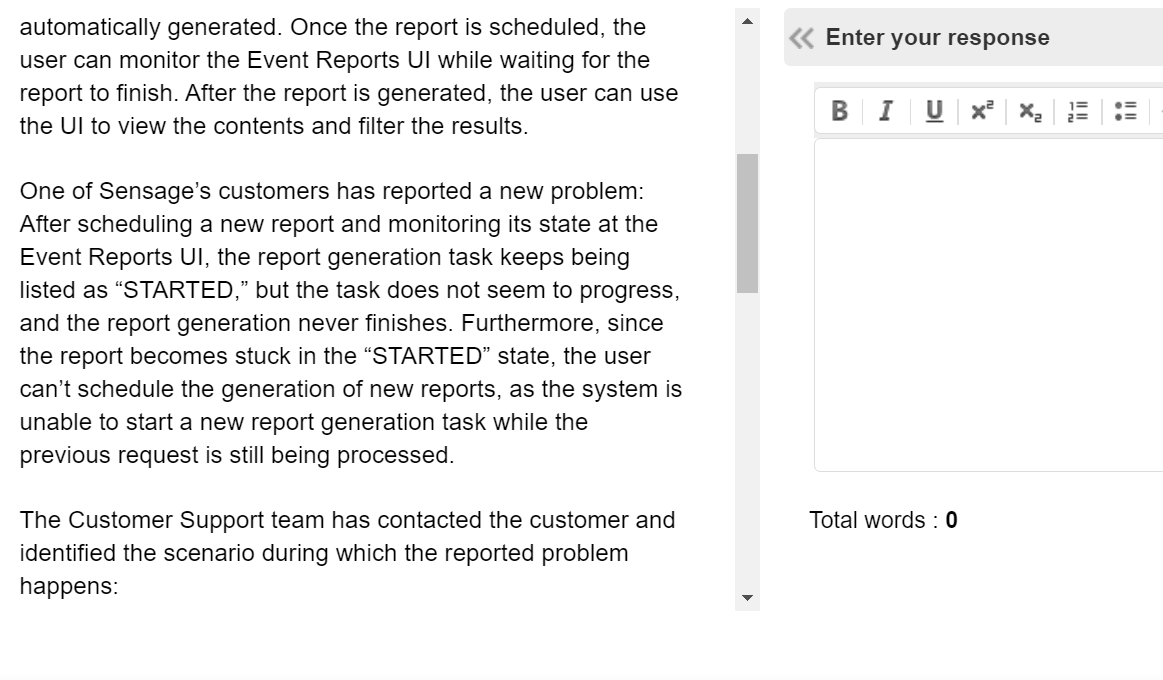 automatically generated. Once the report is scheduled, the
user can monitor the Event Reports UI while waiting for the
report to finish. After the report is generated, the user can use
the UI to view the contents and filter the results.
One of Sensage’s customers has reported a new problem:
After scheduling a new report and monitoring its state at the
Event Reports UI, the report generation task keeps being
listed as “STARTED,” but the task does not seem to progress,
and the report generation never finishes. Furthermore, since
the report becomes stuck in the “STARTED” state, the user
can’t schedule the generation of new reports, as the system is
unable to start a new report generation task while the
previous request is still being processed.
The Customer Support team has contacted the customer and
identified the scenario during which the reported problem
happens:
Enter your response
B I U x² x₂
Total words : 0